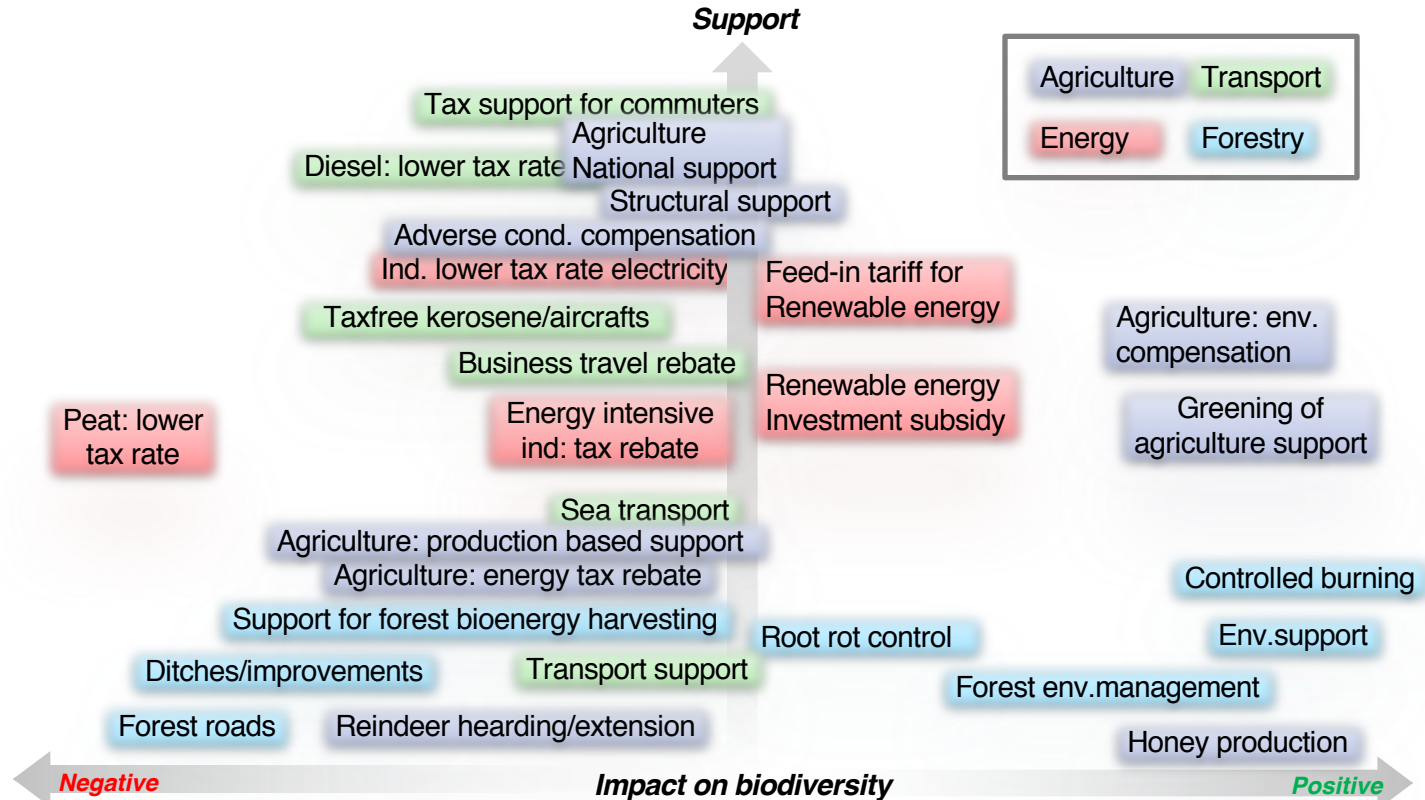 Support
Agriculture Transport
Energy Forestry
Tax support for commuters
Agriculture
National support
Diesel: lower tax rate
Structural support
Adverse cond. compensation
Ind. lower tax rate electricity
Feed-in tariff for
Renewable energy
Taxfree kerosene/aircrafts
Agriculture: env.
compensation
Business travel rebate
Renewable energy
Investment subsidy
Peat: lower
tax rate
Energy intensive
ind: tax rebate
Greening of
agriculture support
Sea transport
Agriculture: production based support
Agriculture: energy tax rebate
Controlled burning
Support for forest bioenergy harvesting
Root rot control
Env.support
Ditches/improvements
Transport support
Forest env.management
Forest roads
Reindeer hearding/extension
Honey production
Negative
Impact on biodiversity
Positive